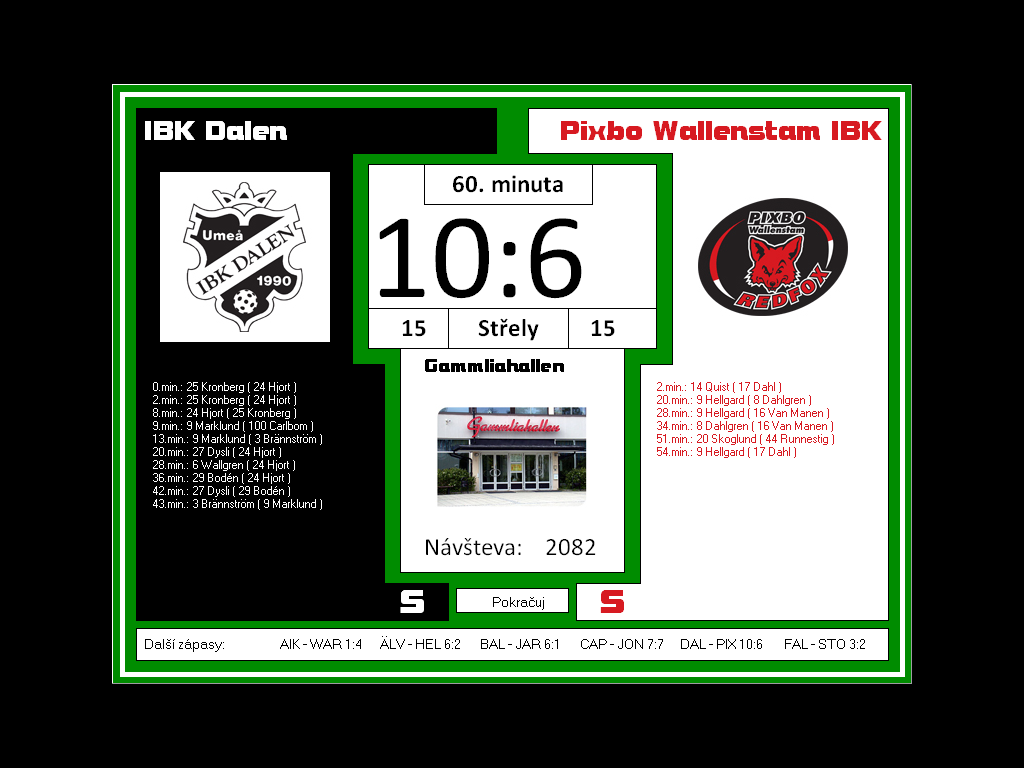 IBK Dalen
Pixbo Wallenstam IBK
60. minuta
10:6
15 Střely 15
Umeå
IBK DALEN
1990
PIXBO
Wallenstam
REDFOX
Gammliahallen
Gammliahallen
Návšteva: 2082
0.min.: 25 Kronberg ( 24 Hjort )
2.min.: 25 Kronberg ( 24 Hjort )
8.min.: 24 Hjort ( 25 Kronberg )
9.min.: 9 Marklund ( 100 Carlbom )
13.min.: 9 Marklund ( 3 Brännström )
20.min.: 27 Dysli ( 24 Hjort )
28.min.: 6 Wallgren ( 24 Hjort )
36.min.: 29 Bodén ( 24 Hjort )
42.min.: 27 Dysli ( 29 Bodén )
43.min.: 3 Brännström ( 9 Marklund )
2.min.: 14 Quist ( 17 Dahl )
20.min.: 9 Hellgard ( 8 Dahlgren )
28.min.: 9 Hellgard ( 16 Van Manen )
34.min.: 8 Dahlgren ( 16 Van Manen )
51.min.: 20 Skoglund ( 44 Runnestig )
54.min.: 9 Hellgard ( 17 Dahl )
S Pokračuj S
Další zápasy: AIK - WAR 1:4 ÄLV - HEL 6:2 BAL - JAR 6:1 CAP - JON 7:7 DAL - PIX 10:6 FAL - STO 3:2